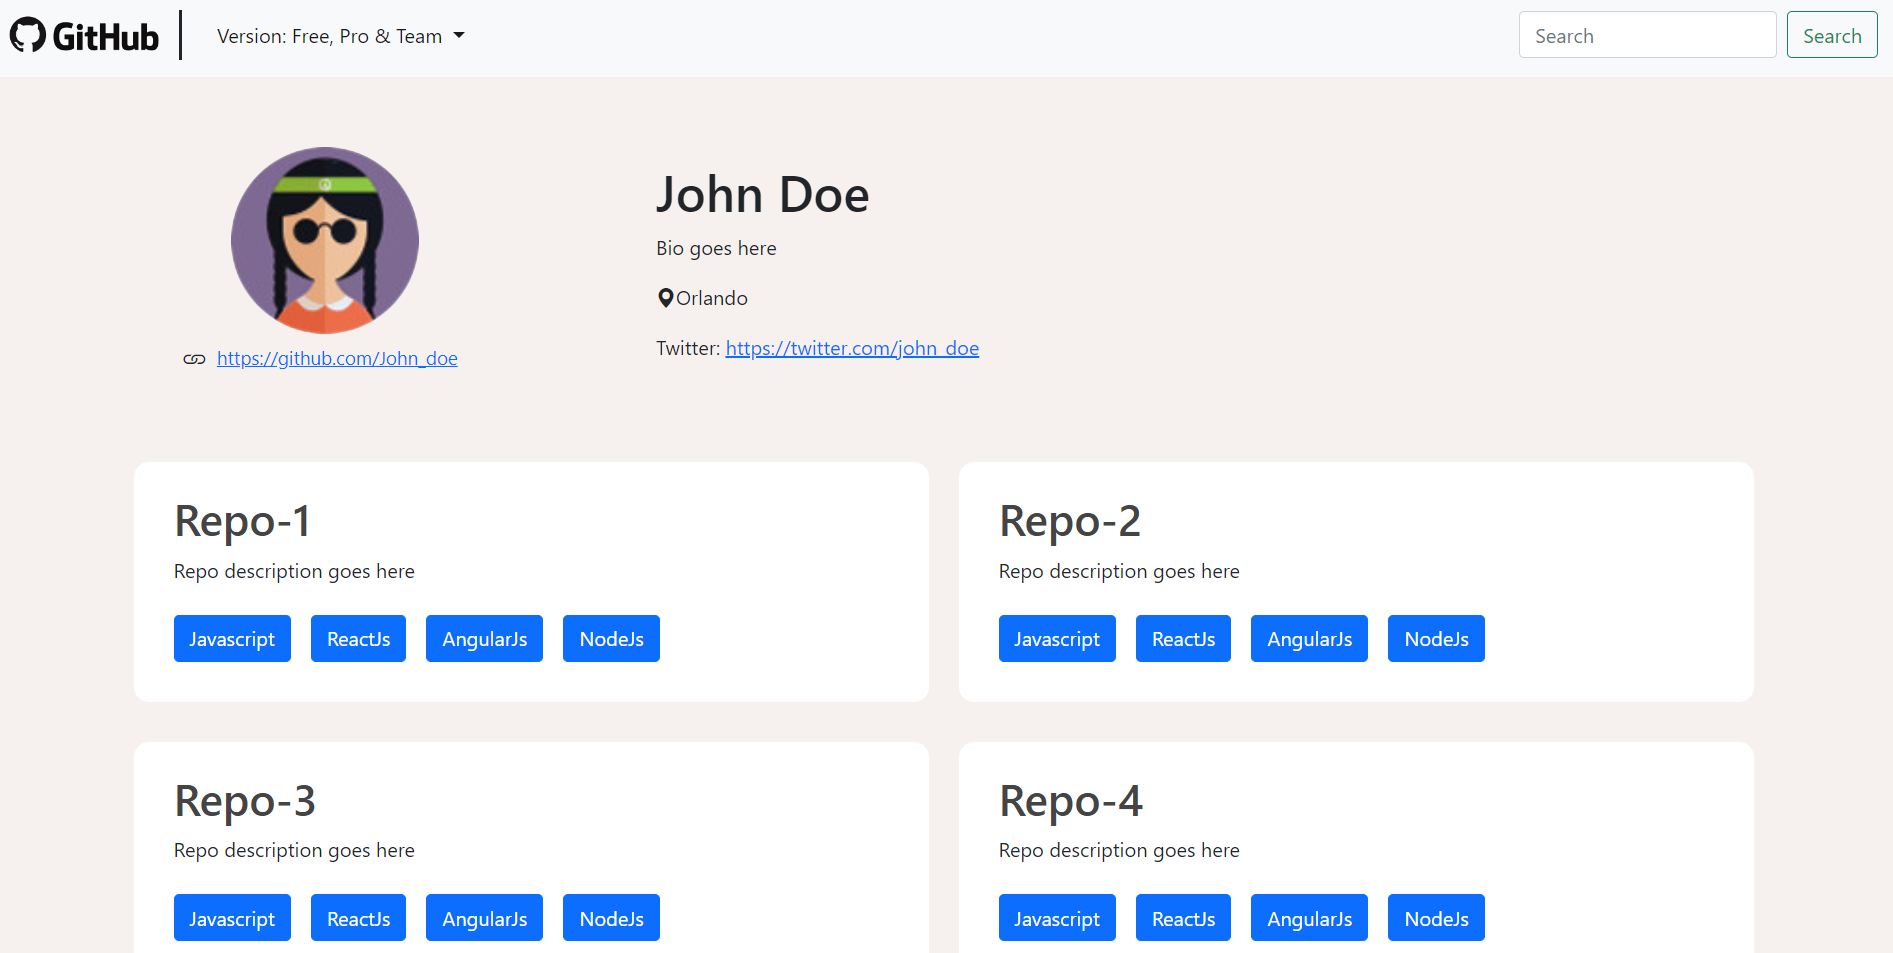 GitHub
Version: Free, Pro & Team
Search
Search
John Doe
Bio goes here
Orlando
Twitter: https://twitter.com/john_doe
https://github.com/John_doe
Repo-1
Repo description goes here
Javascript ReactJs AngularJs NodeJs
Repo-2
Repo description goes here
Javascript ReactJs AngularJs NodeJs
Repo-3
Repo description goes here
Javascript ReactJs AngularJs NodeJs
Repo-4
Repo description goes here
Javascript ReactJs AngularJs NodeJs